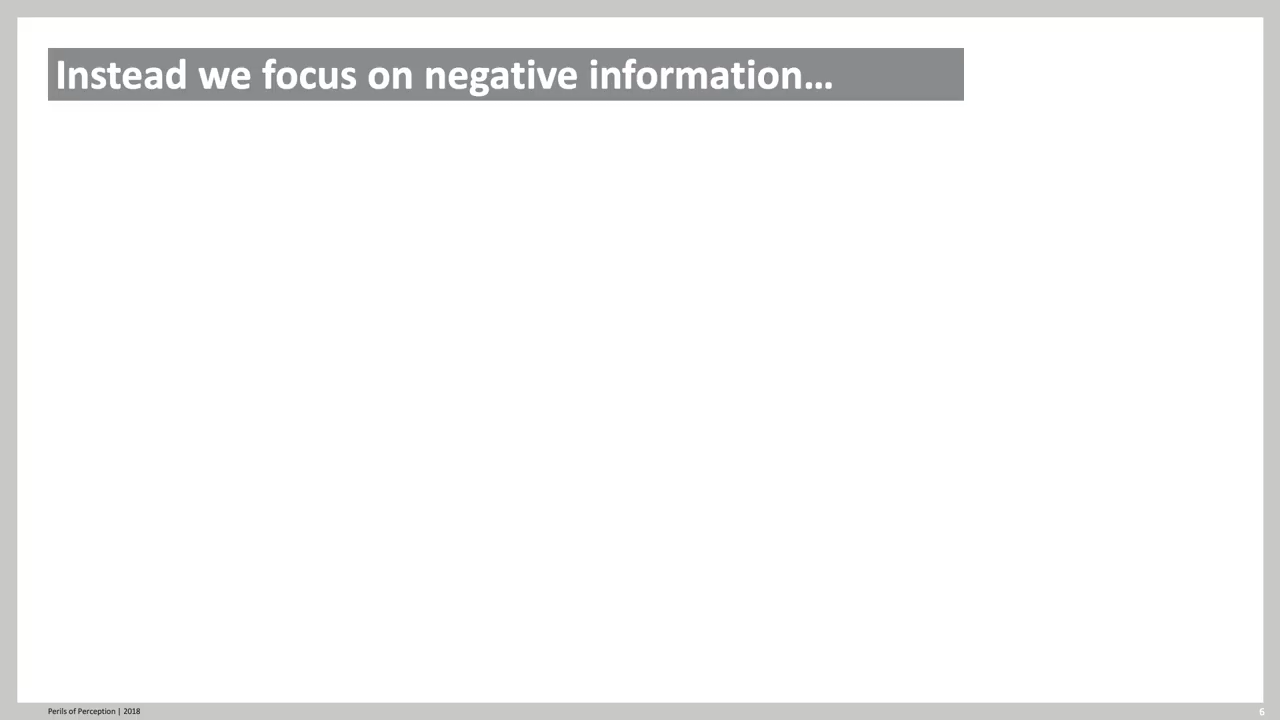 Instead we focus on negative information…
Perils of Perception | 2018
6